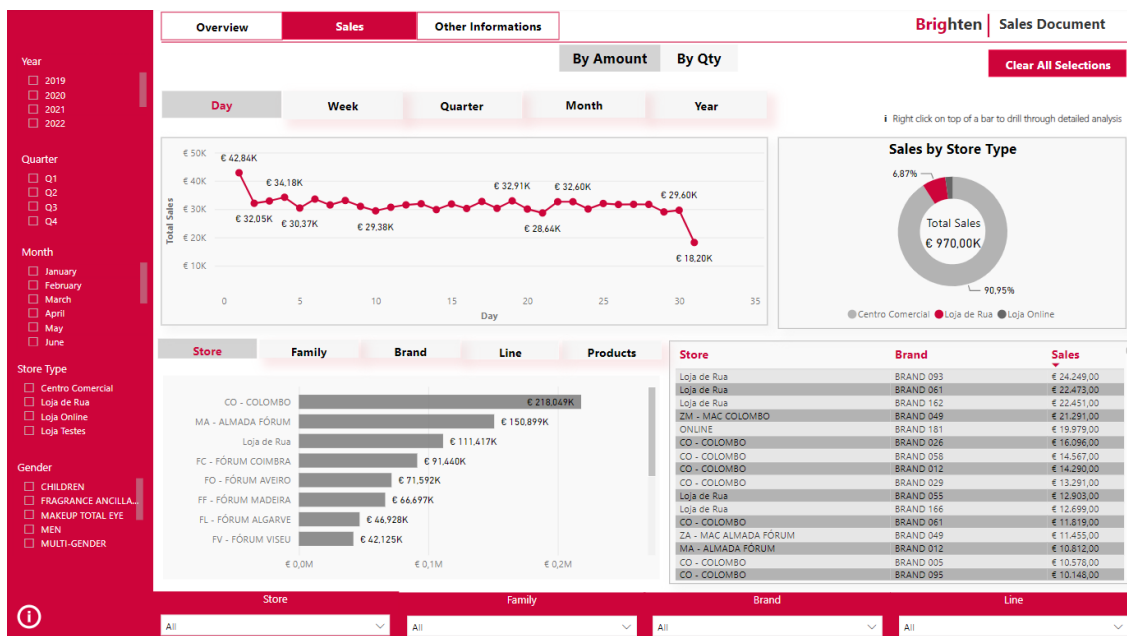 Overview
Sales
Other Informations
Brighten
Sales Document
By Amount
By Qty
Clear All Selections
Day
Week
Quarter
Month
Year
i Right click on top of a bar to drill through detailed analysis
Year
2019
2020
2021
2022
Quarter
Q1
Q2
Q3
Q4
Month
January
February
March
April
May
June
Store Type
Centro Comercial
Loja de Rua
Loja Online
Loja Testes
Gender
CHILDREN
FRAGRANCE ANCILLA...
MAKEUP TOTAL EYE
MEN
MULTI-GENDER
Total Sales
€ 50K
€ 40K
€ 30K
€ 20K
€ 10K
€ 42,84K
€ 32,05K
€ 34,18K
€ 30,37K
€ 29,38K
€ 32,91K
€ 28,64K
€ 32,60K
€ 29,60K
€ 18,20K
0
5
10
15
20
25
30
35
Day
Sales by Store Type
6,87%
Total Sales
€ 970,00K
90,95%
Centro Comercial
Loja de Rua
Loja Online
Store
Family
Brand
Line
Products
CO - COLOMBO € 218,049K
MA - ALMADA FÓRUM € 150,899K
Loja de Rua € 111,417K
FC - FÓRUM COIMBRA € 91,440K
FO - FÓRUM AVEIRO € 71,592K
FF - FÓRUM MADEIRA € 66,697K
FL - FÓRUM ALGARVE € 46,928K
FV - FÓRUM VISEU € 42,125K
€ 0,0M
€ 0,1M
€ 0,2M
Store Brand Sales
Loja de Rua BRAND 093 € 24.249,00
Loja de Rua BRAND 061 € 22.473,00
Loja de Rua BRAND 162 € 22.451,00
ZM - MAC COLOMBO BRAND 049 € 21.291,00
ONLINE BRAND 181 € 19.979,00
CO - COLOMBO BRAND 026 € 16.096,00
CO - COLOMBO BRAND 058 € 14.567,00
CO - COLOMBO BRAND 012 € 14.290,00
CO - COLOMBO BRAND 029 € 13.291,00
Loja de Rua BRAND 055 € 12.903,00
Loja de Rua BRAND 166 € 12.699,00
CO - COLOMBO BRAND 061 € 11.819,00
ZA - MAC ALMADA FÓRUM BRAND 049 € 11.455,00
MA - ALMADA FÓRUM BRAND 012 € 10.812,00
CO - COLOMBO BRAND 005 € 10.578,00
CO - COLOMBO BRAND 095 € 10.148,00
Store
Family
Brand
Line
All
All
All
All